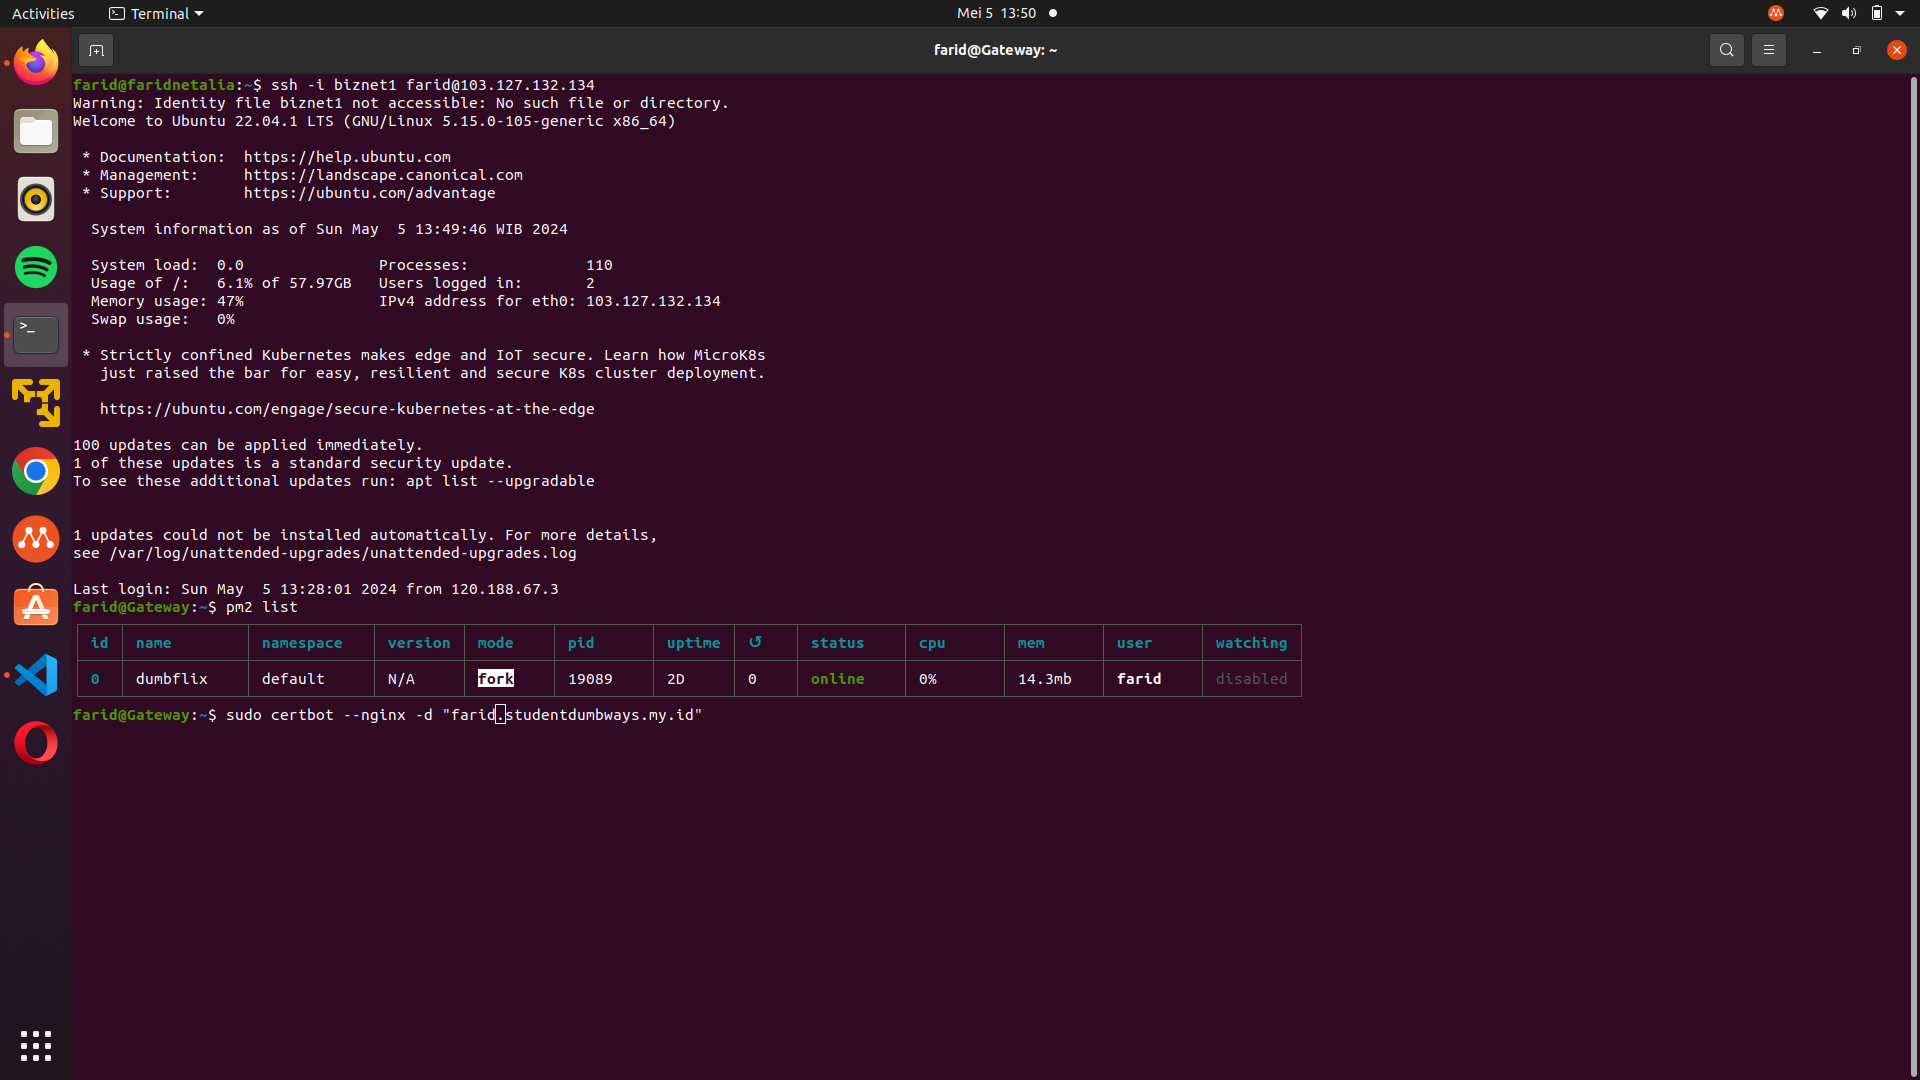 Activities Terminal Mei 5 13:50
farid@Gateway: ~
farid@faridnetalia:~$ ssh -i biznet1 farid@103.127.132.134
Warning: Identity file biznet1 not accessible: No such file or directory.
Welcome to Ubuntu 22.04.1 LTS (GNU/Linux 5.15.0-105-generic x86_64)
* Documentation: https://help.ubuntu.com
* Management: https://landscape.canonical.com
* Support: https://ubuntu.com/advantage
System information as of Sun May 5 13:49:46 WIB 2024
System load: 0.0 Processes: 110
Usage of /: 6.1% of 57.97GB Users logged in: 2
Memory usage: 47% IPv4 address for eth0: 103.127.132.134
Swap usage: 0%
* Strictly confined Kubernetes makes edge and IoT secure. Learn how MicroK8s
just raised the bar for easy, resilient and secure K8s cluster deployment.
https://ubuntu.com/engage/secure-kubernetes-at-the-edge
100 updates can be applied immediately.
1 of these updates is a standard security update.
To see these additional updates run: apt list --upgradable
1 updates could not be installed automatically. For more details,
see /var/log/unattended-upgrades/unattended-upgrades.log
Last login: Sun May 5 13:28:01 2024 from 120.188.67.3
farid@Gateway:~$ pm2 list
id name namespace version mode pid uptime ↺ status cpu mem user watching
0 dumbflix default N/A fork 19089 2D 0 online 0% 14.3mb farid disabled
farid@Gateway:~$ sudo certbot --nginx -d "farid.studentdumbways.my.id"